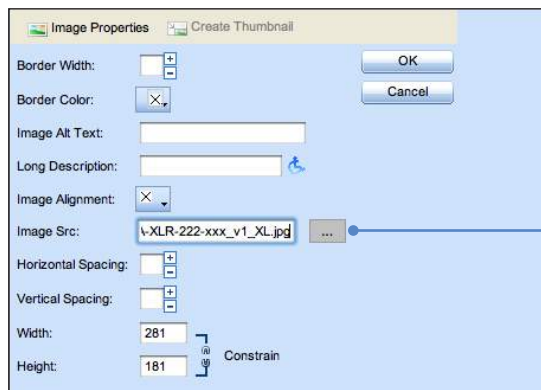 Image Properties Create Thumbnail
Border Width:
OK
Border Color:
Cancel
Image Alt Text:
Long Description:
Image Alignment:
Image Src: \-XLR-222-xxx_v1_XL.jpg ...
Horizontal Spacing:
Vertical Spacing:
Width: 281
Constrain
Height: 181